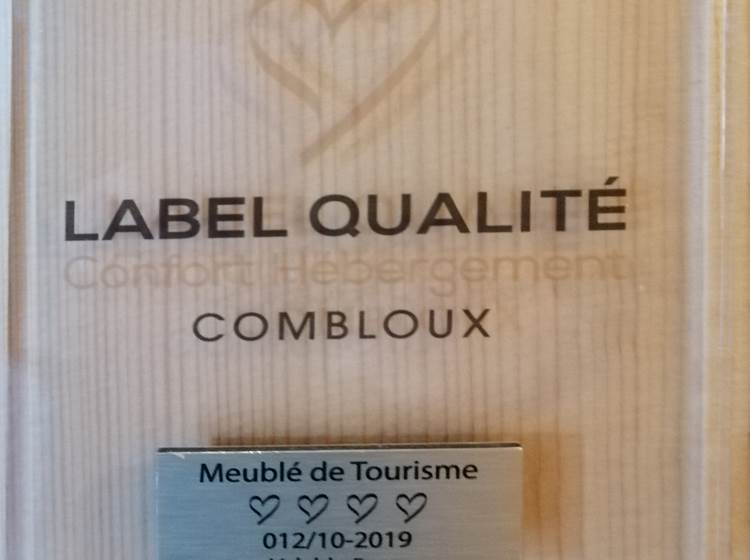 LABEL QUALITÉ
Confort Hébergement
COMBLOUX
Meublé de Tourisme
012/10-2019